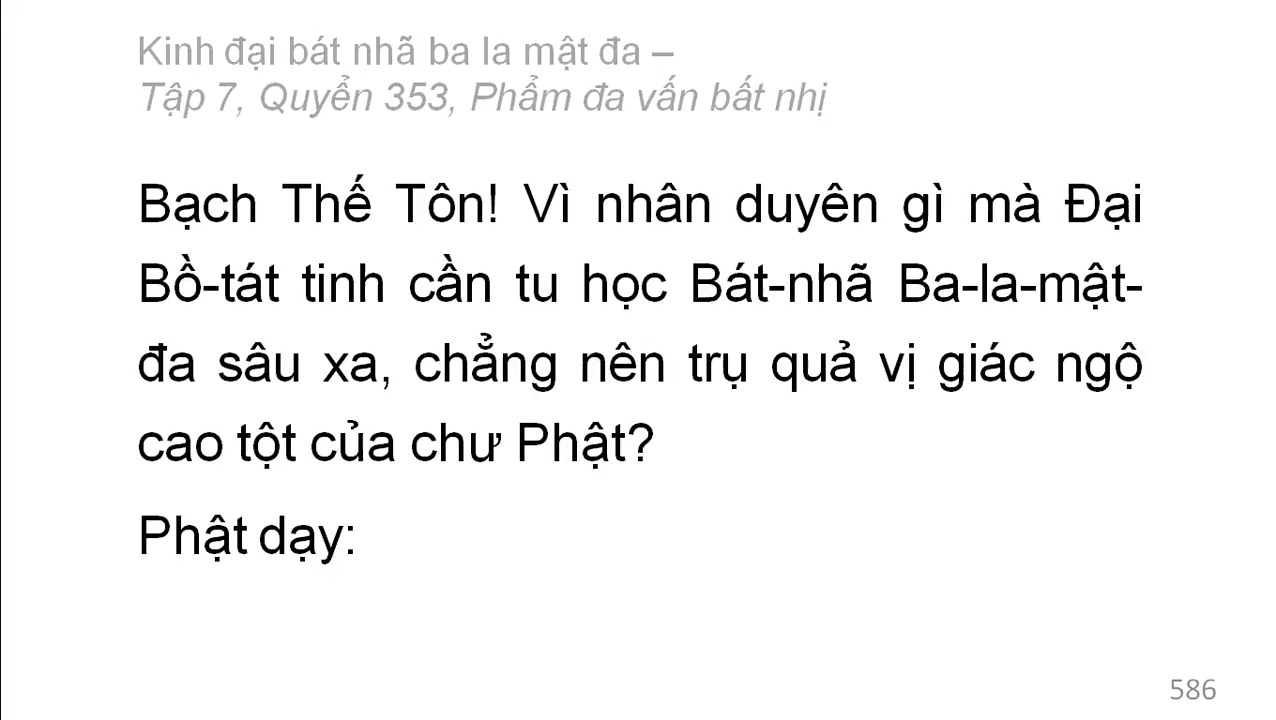 Kinh đại bát nhã ba la mật đa –
Tập 7, Quyển 353, Phẩm đa vấn bất nhị
Bạch Thế Tôn! Vì nhân duyên gì mà Đại
Bồ-tát tinh cần tu học Bát-nhã Ba-la-mật-
đa sâu xa, chẳng nên trụ quả vị giác ngộ
cao tột của chư Phật?
Phật dạy:
586